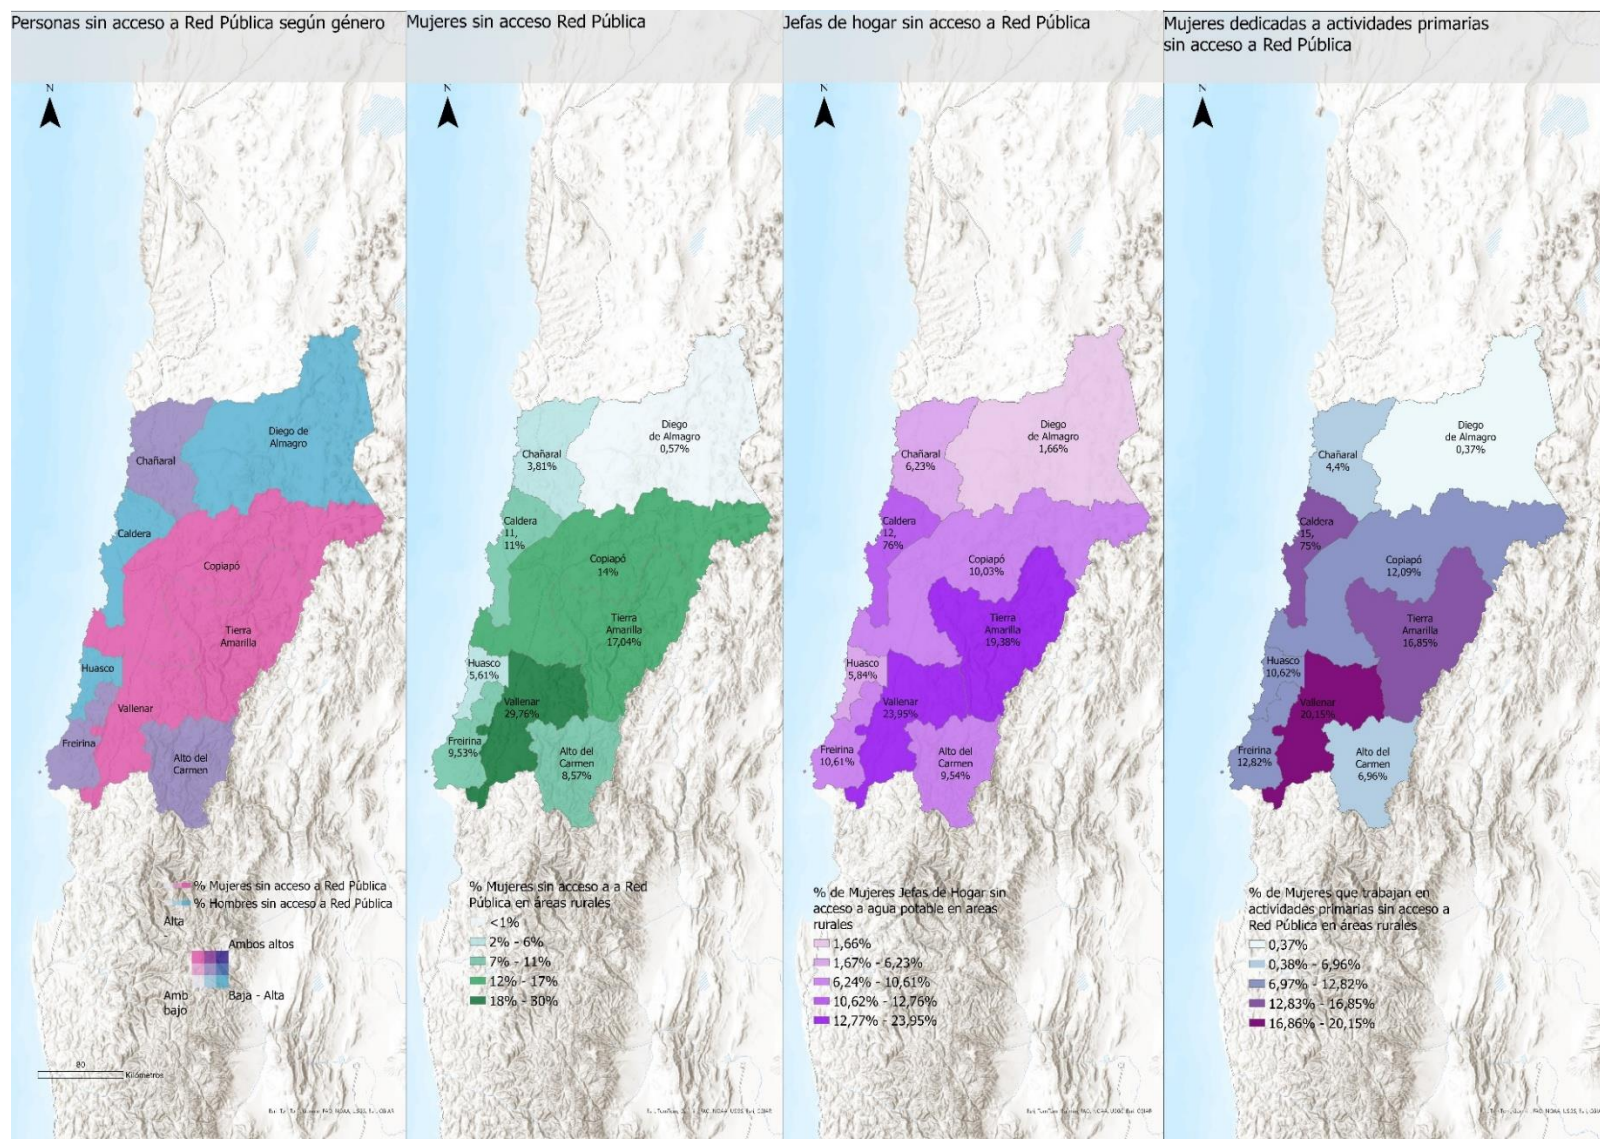 Personas sin acceso a Red Pública según género
N
Diego de
Almagro
Chañaral
Caldera
Copiapó
Tierra
Amarilla
Huasco
Vallenar
Freirina
Alto del
Carmen
% Mujeres sin acceso a Red Pública
% Hombres sin acceso a Red Pública
Alta
-
Ambos altos
Amb
bajo
Baja - Alta
80
Kilómetros
Mujeres sin acceso Red Pública
N
Diego
de Almagro
0,57%
Chañaral
3,81%
Caldera
11,
11%
Copiapó
14%
Tierra
Amarilla
17,04%
Huasco
5,61%
Vallenar
29,76%
Freirina
9,53%
Alto del
Carmen
8,57%
% Mujeres sin acceso a a Red
Pública en áreas rurales
<1%
2% - 6%
7% - 11%
12% - 17%
18% - 30%
Jefas de hogar sin acceso a Red Pública
N
Diego
de Almagro
1,66%
Chañaral
6,23%
Caldera
12,
76%
Copiapó
10,03%
Tierra
Amarilla
19,38%
Huasco
5,84%
Vallenar
23,95%
Freirina
10,61%
Alto del
Carmen
9,54%
% de Mujeres Jefas de Hogar sin
acceso a agua potable en areas
rurales
1,66%
1,67% - 6,23%
6,24% - 10,61%
10,62% - 12,76%
12,77% - 23,95%
Mujeres dedicadas a actividades primarias
sin acceso a Red Pública
N
Diego
de Almagro
0,37%
Chañaral
4,4%
Caldera
15,
75%
Copiapó
12,09%
Tierra
Amarilla
16,85%
Huasco
10,62%
Vallenar
20,15%
Freirina
12,82%
Alto del
Carmen
6,96%
% de Mujeres que trabajan en
actividades primarias sin acceso a
Red Pública en áreas rurales
0,37%
0,38% - 6,96%
6,97% - 12,82%
12,83% - 16,85%
16,86% - 20,15%